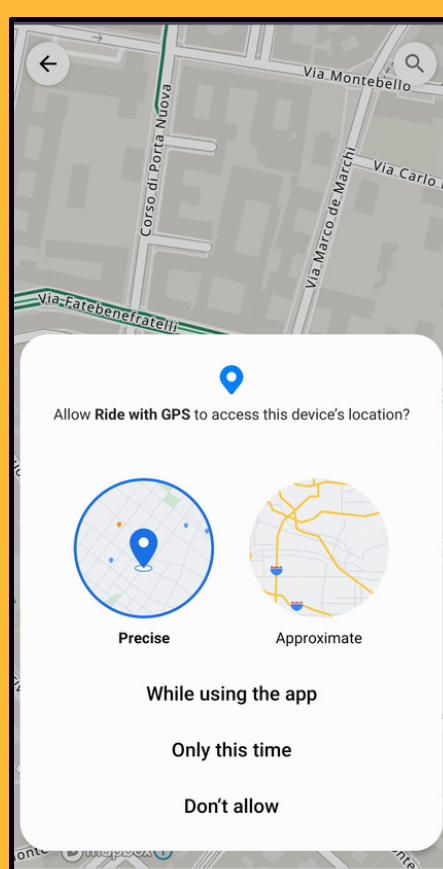 Via Montebello
Corso di Porta Nuova
Via Marco de Marchi
Via Carlo
Via Fatebenefratelli
Allow Ride with GPS to access this device's location?
Precise
Approximate
While using the app
Only this time
Don't allow
mapbox